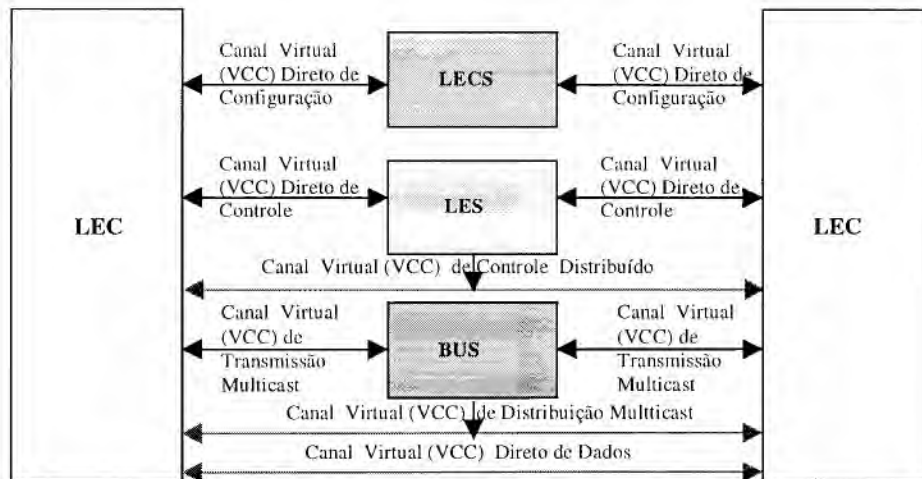 Canal Virtual
(VCC) Direto de
Configuração
LECS
Canal Virtual
(VCC) Direto de
Configuração
Canal Virtual
(VCC) Direto de
Controle
LES
Canal Virtual
(VCC) Direto de
Controle
LEC
LEC
Canal Virtual (VCC) de Controle Distribuído
Canal Virtual
(VCC) de
Transmissão
Multicast
BUS
Canal Virtual
(VCC) de
Transmissão
Multicast
Canal Virtual (VCC) de Distribuição Multticast
Canal Virtual (VCC) Direto de Dados